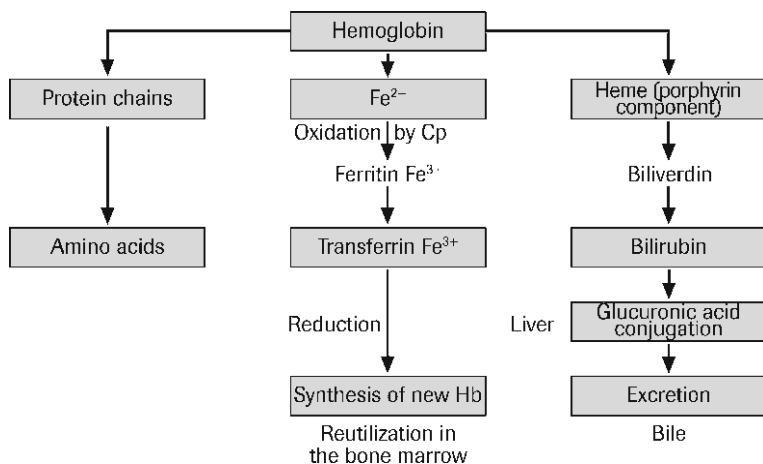 Hemoglobin
Protein chains
Fe²⁻
Heme (porphyrin
component)
Oxidation by Cp
Ferritin Fe³⁻
Biliverdin
Amino acids
Transferrin Fe³⁺
Bilirubin
Reduction
Liver
Glucuronic acid
conjugation
Synthesis of new Hb
Excretion
Reutilization in
the bone marrow
Bile